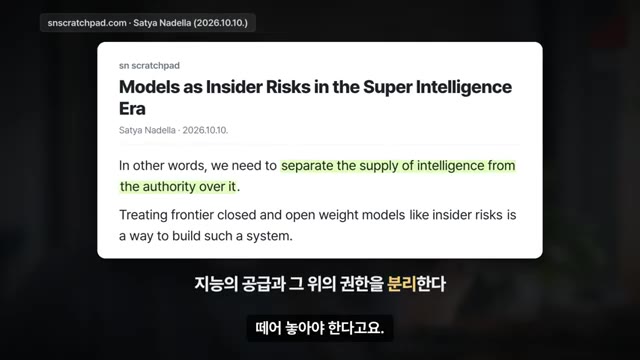 snscratchpad.com · Satya Nadella (2026.10.10.)
sn scratchpad
Models as Insider Risks in the Super Intelligence
Era
Satya Nadella · 2026.10.10.
In other words, we need to separate the supply of intelligence from
the authority over it.
Treating frontier closed and open weight models like insider risks is
a way to build such a system.
지능의 공급과 그 위의 권한을 분리한다
떼어 놓아야 한다고요.